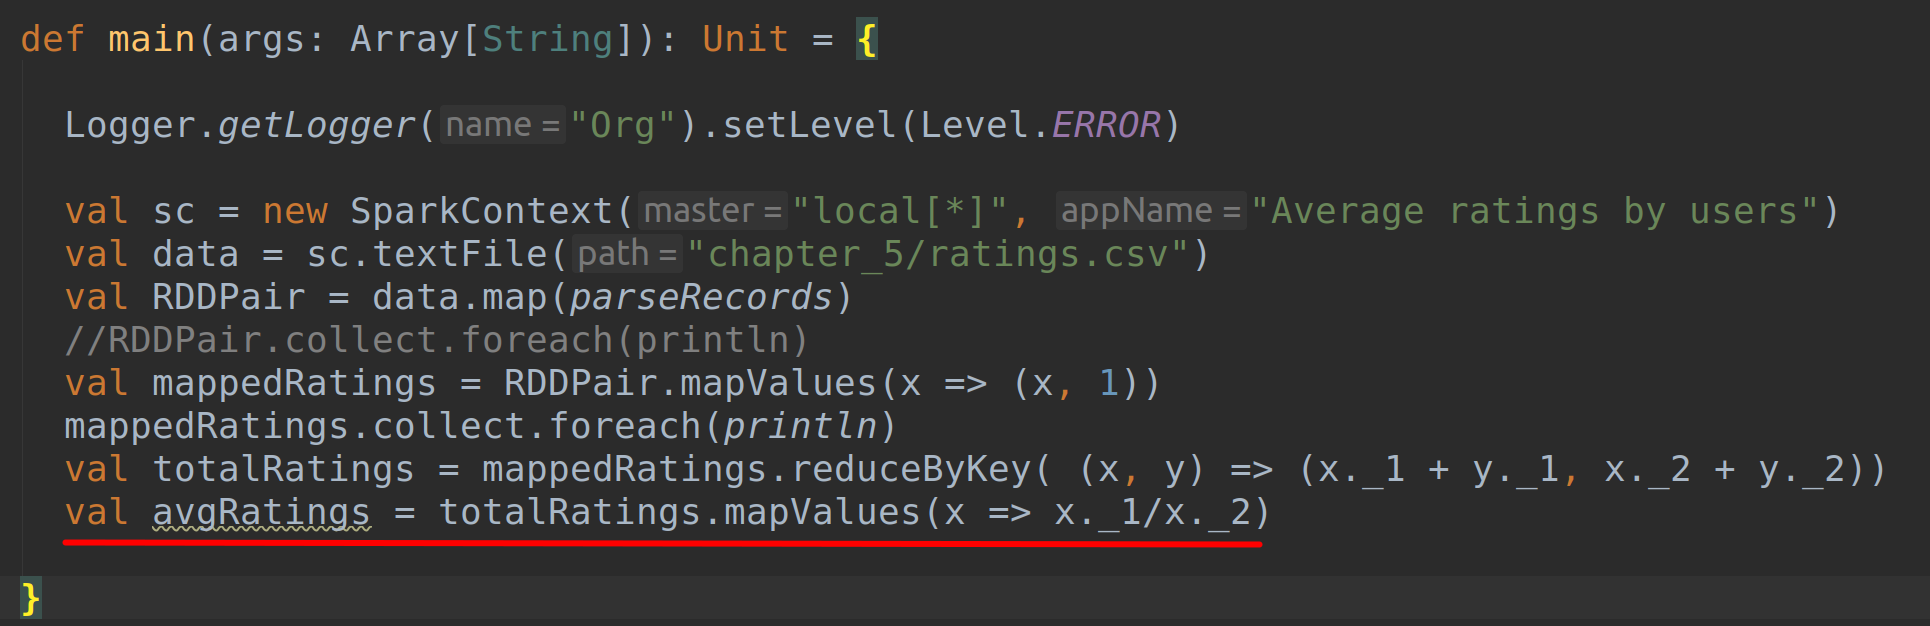 def main(args: Array[String]): Unit = {
Logger.getLogger( name = "Org").setLevel(Level.ERROR)
val sc = new SparkContext( master = "local[*]", appName = "Average ratings by users")
val data = sc.textFile( path = "chapter_5/ratings.csv")
val RDDPair = data.map(parseRecords)
//RDDPair.collect.foreach(println)
val mappedRatings = RDDPair.mapValues(x => (x, 1))
mappedRatings.collect.foreach(println)
val totalRatings = mappedRatings.reduceByKey( (x, y) => (x._1 + y._1, x._2 + y._2))
val avgRatings = totalRatings.mapValues(x => x._1/x._2)
}